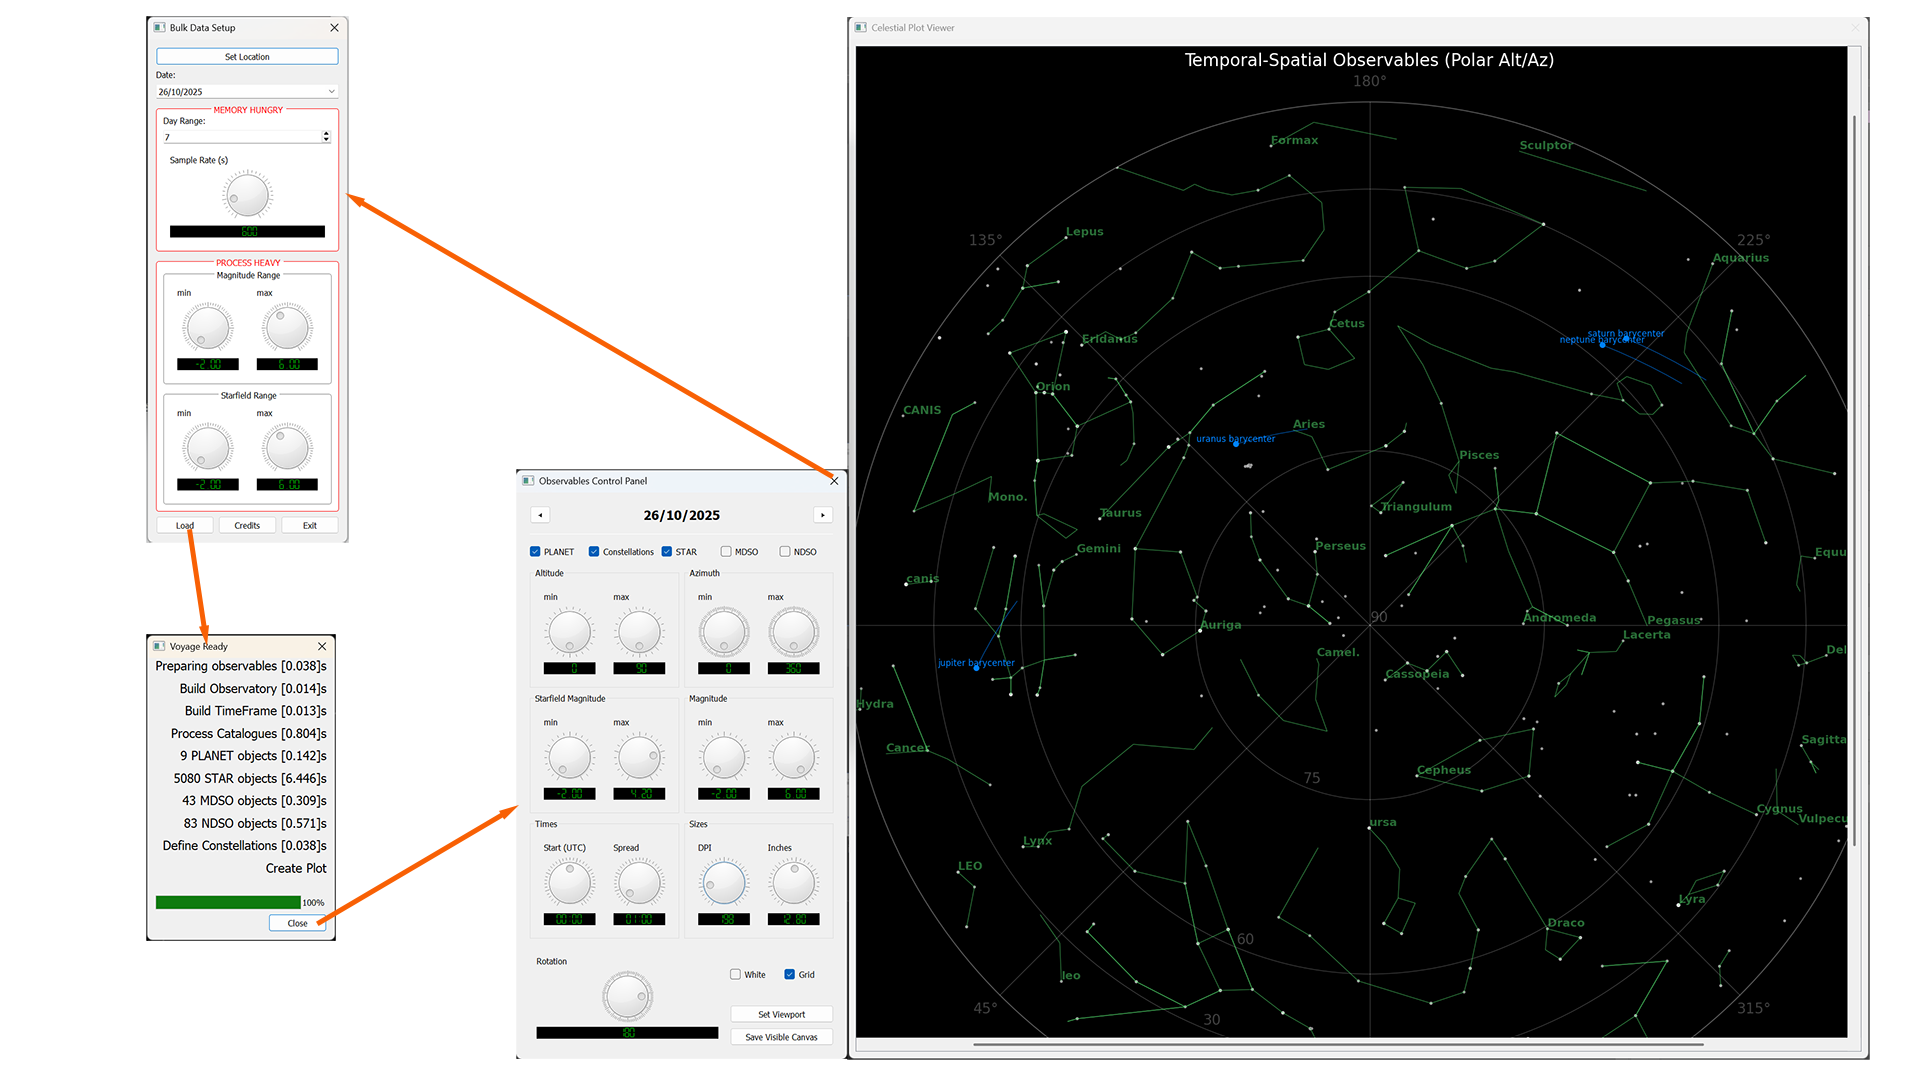 Bulk Data Setup
Set Location
Date:
26/10/2025
MEMORY HUNGRY
Day Range:
7
Sample Rate (s)
600
PROCESS HEAVY
Magnitude Range
min max
-2.00 6.00
Starfield Range
min max
-2.00 6.00
Load Credits Exit
Voyage Ready
Preparing observables [0.038]s
Build Observatory [0.014]s
Build TimeFrame [0.013]s
Process Catalogues [0.804]s
9 PLANET objects [0.142]s
5080 STAR objects [6.446]s
43 MDSO objects [0.309]s
83 NDSO objects [0.571]s
Define Constellations [0.038]s
Create Plot
100%
Close
Observables Control Panel
26/10/2025
PLANET Constellations STAR MDSO NDSO
Altitude Azimuth
min max min max
0 90 0 360
Starfield Magnitude Magnitude
min max min max
-2.00 4.20 -2.00 6.00
Times Sizes
Start (UTC) Spread DPI Inches
00:00 01:00 188 12.80
Rotation
White Grid
180
Set Viewport
Save Visible Canvas
Celestial Plot Viewer
Temporal-Spatial Observables (Polar Alt/Az)
180°
Formax
Sculptor
Lepus
135°
225°
Aquarius
Cetus
Eridanus
saturn barycenter
neptune barycenter
Orion
CANIS
Aries
uranus barycenter
Pisces
Mono.
Taurus
Triangulum
Gemini
Perseus
Equu
canis
90
Auriga
Andromeda
Pegasus
Lacerta
Camel.
Del
jupiter barycenter
Cassopeia
Hydra
Cancer
Sagitta
Cepheus
75
Cygnus
Vulpecu
ursa
Lynx
LEO
Lyra
Draco
60
leo
45°
315°
30